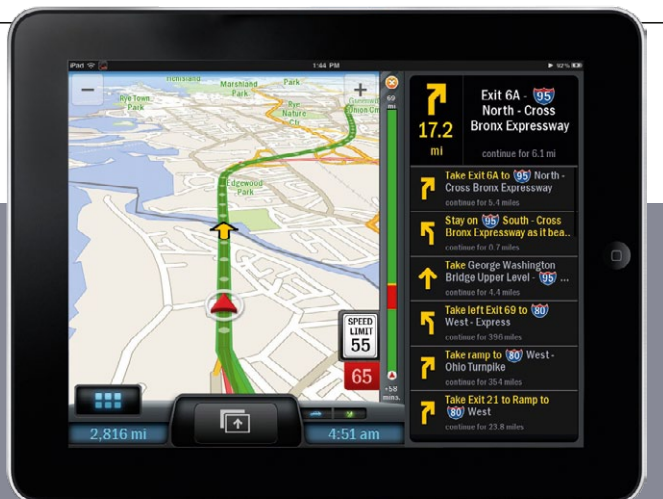 iPad
1:44 PM
92%
Marshland
Park
Park
Rye Town
Park
Rye
Nature
Ctr
Edgewood
Park
69
mi
SPEED
LIMIT
55
65
+58
mins.
2,816 mi
4:51 am
17.2
mi
Exit 6A - 95
North - Cross
Bronx Expressway
continue for 6.1 mi
Take Exit 6A to 95 North -
Cross Bronx Expressway
continue for 5.4 miles
Stay on 95 South - Cross
Bronx Expressway as it bea..
continue for 0.7 miles
Take George Washington
Bridge Upper Level - 95 ...
continue for 4.4 miles
Take left Exit 69 to 80
West - Express
continue for 396 miles
Take ramp to 80 West -
Ohio Turnpike
continue for 354 miles
Take Exit 21 to Ramp to
80 West
continue for 23.8 miles